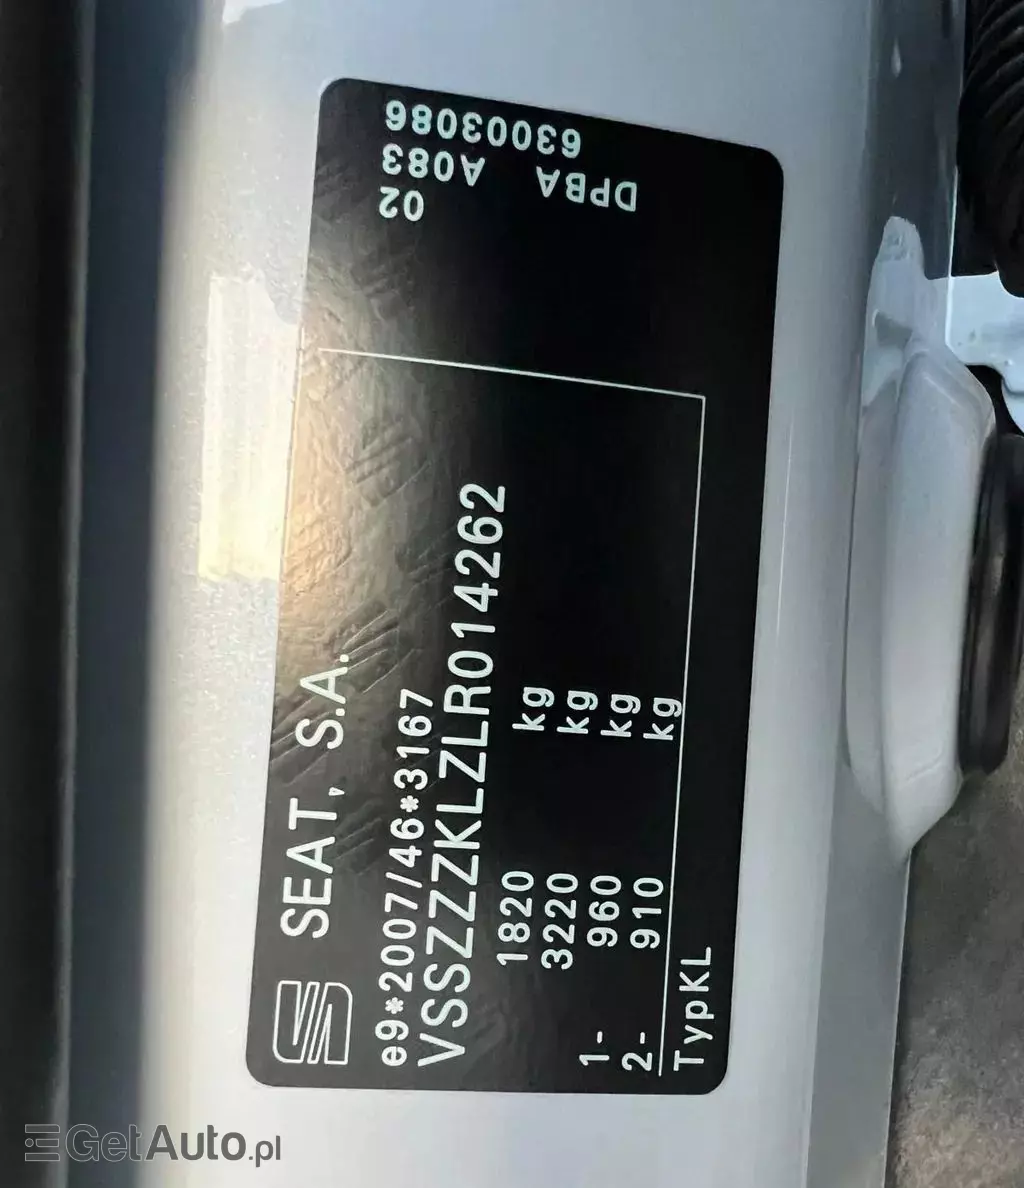 SEAT, S.A.
e9*2007/46*3167
VSSZZZKLZLR014262
1820 kg
3220 kg
1- 960 kg
2- 910 kg
TypKL
63003086
DPBA A083
02
GetAuto.pl